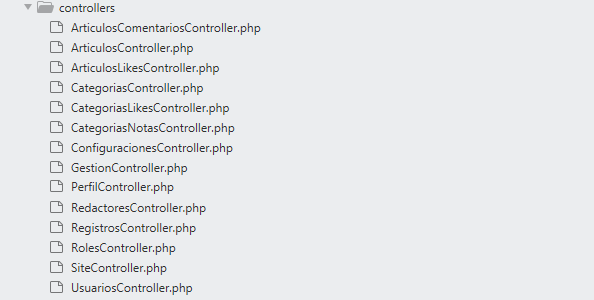 controllers
ArticulosComentariosController.php
ArticulosController.php
ArticulosLikesController.php
CategoriasController.php
CategoriasLikesController.php
CategoriasNotasController.php
ConfiguracionesController.php
GestionController.php
PerfilController.php
RedactoresController.php
RegistrosController.php
RolesController.php
SiteController.php
UsuariosController.php